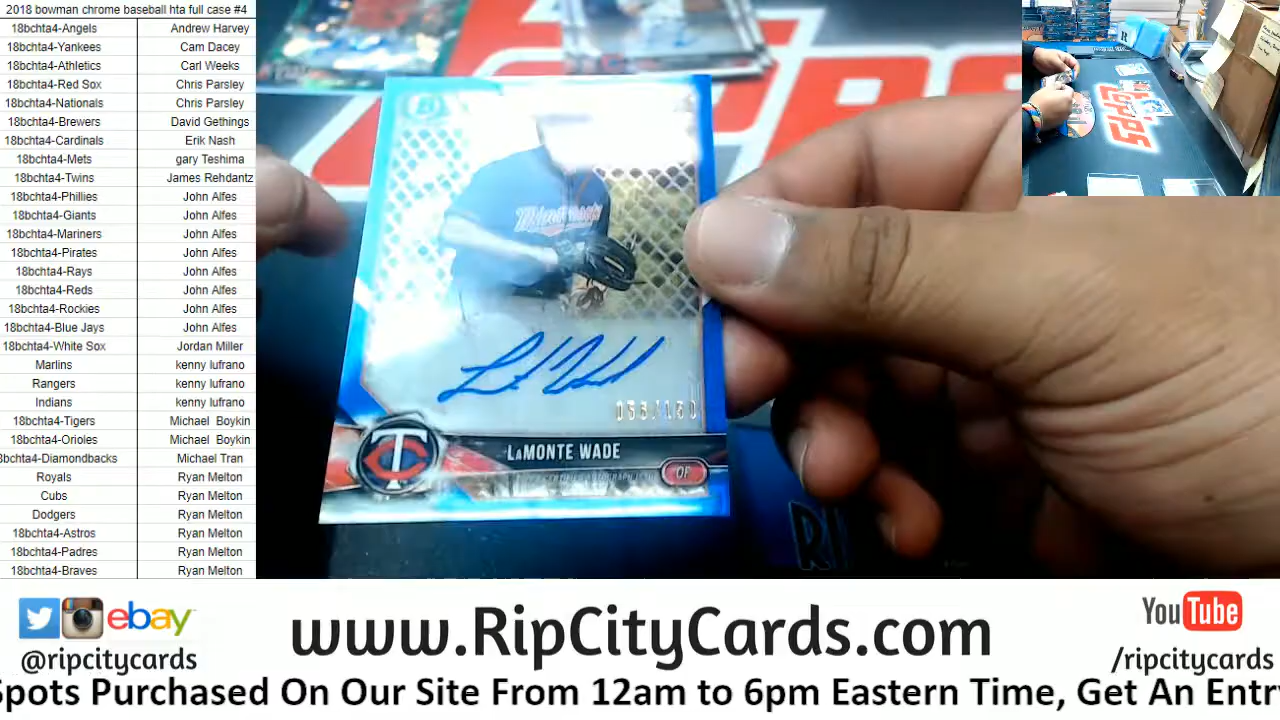 2018 bowman chrome baseball hta full case #4
18bchta4-Angels Andrew Harvey
18bchta4-Yankees Cam Dacey
18bchta4-Athletics Carl Weeks
18bchta4-Red Sox Chris Parsley
18bchta4-Nationals Chris Parsley
18bchta4-Brewers David Gethings
18bchta4-Cardinals Erik Nash
18bchta4-Mets gary Teshima
18bchta4-Twins James Rehdantz
18bchta4-Phillies John Alfes
18bchta4-Giants John Alfes
18bchta4-Mariners John Alfes
18bchta4-Pirates John Alfes
18bchta4-Rays John Alfes
18bchta4-Reds John Alfes
18bchta4-Rockies John Alfes
18bchta4-Blue Jays John Alfes
18bchta4-White Sox Jordan Miller
Marlins kenny lufrano
Rangers kenny lufrano
Indians kenny lufrano
18bchta4-Tigers Michael Boykin
18bchta4-Orioles Michael Boykin
8bchta4-Diamondbacks Michael Tran
Royals Ryan Melton
Cubs Ryan Melton
Dodgers Ryan Melton
18bchta4-Astros Ryan Melton
18bchta4-Padres Ryan Melton
18bchta4-Braves Ryan Melton
Topps
LaMONTE WADE
OF
ebay
@ripcitycards
www.RipCityCards.com
YouTube
/ripcitycards
Spots Purchased On Our Site From 12am to 6pm Eastern Time, Get An Entry